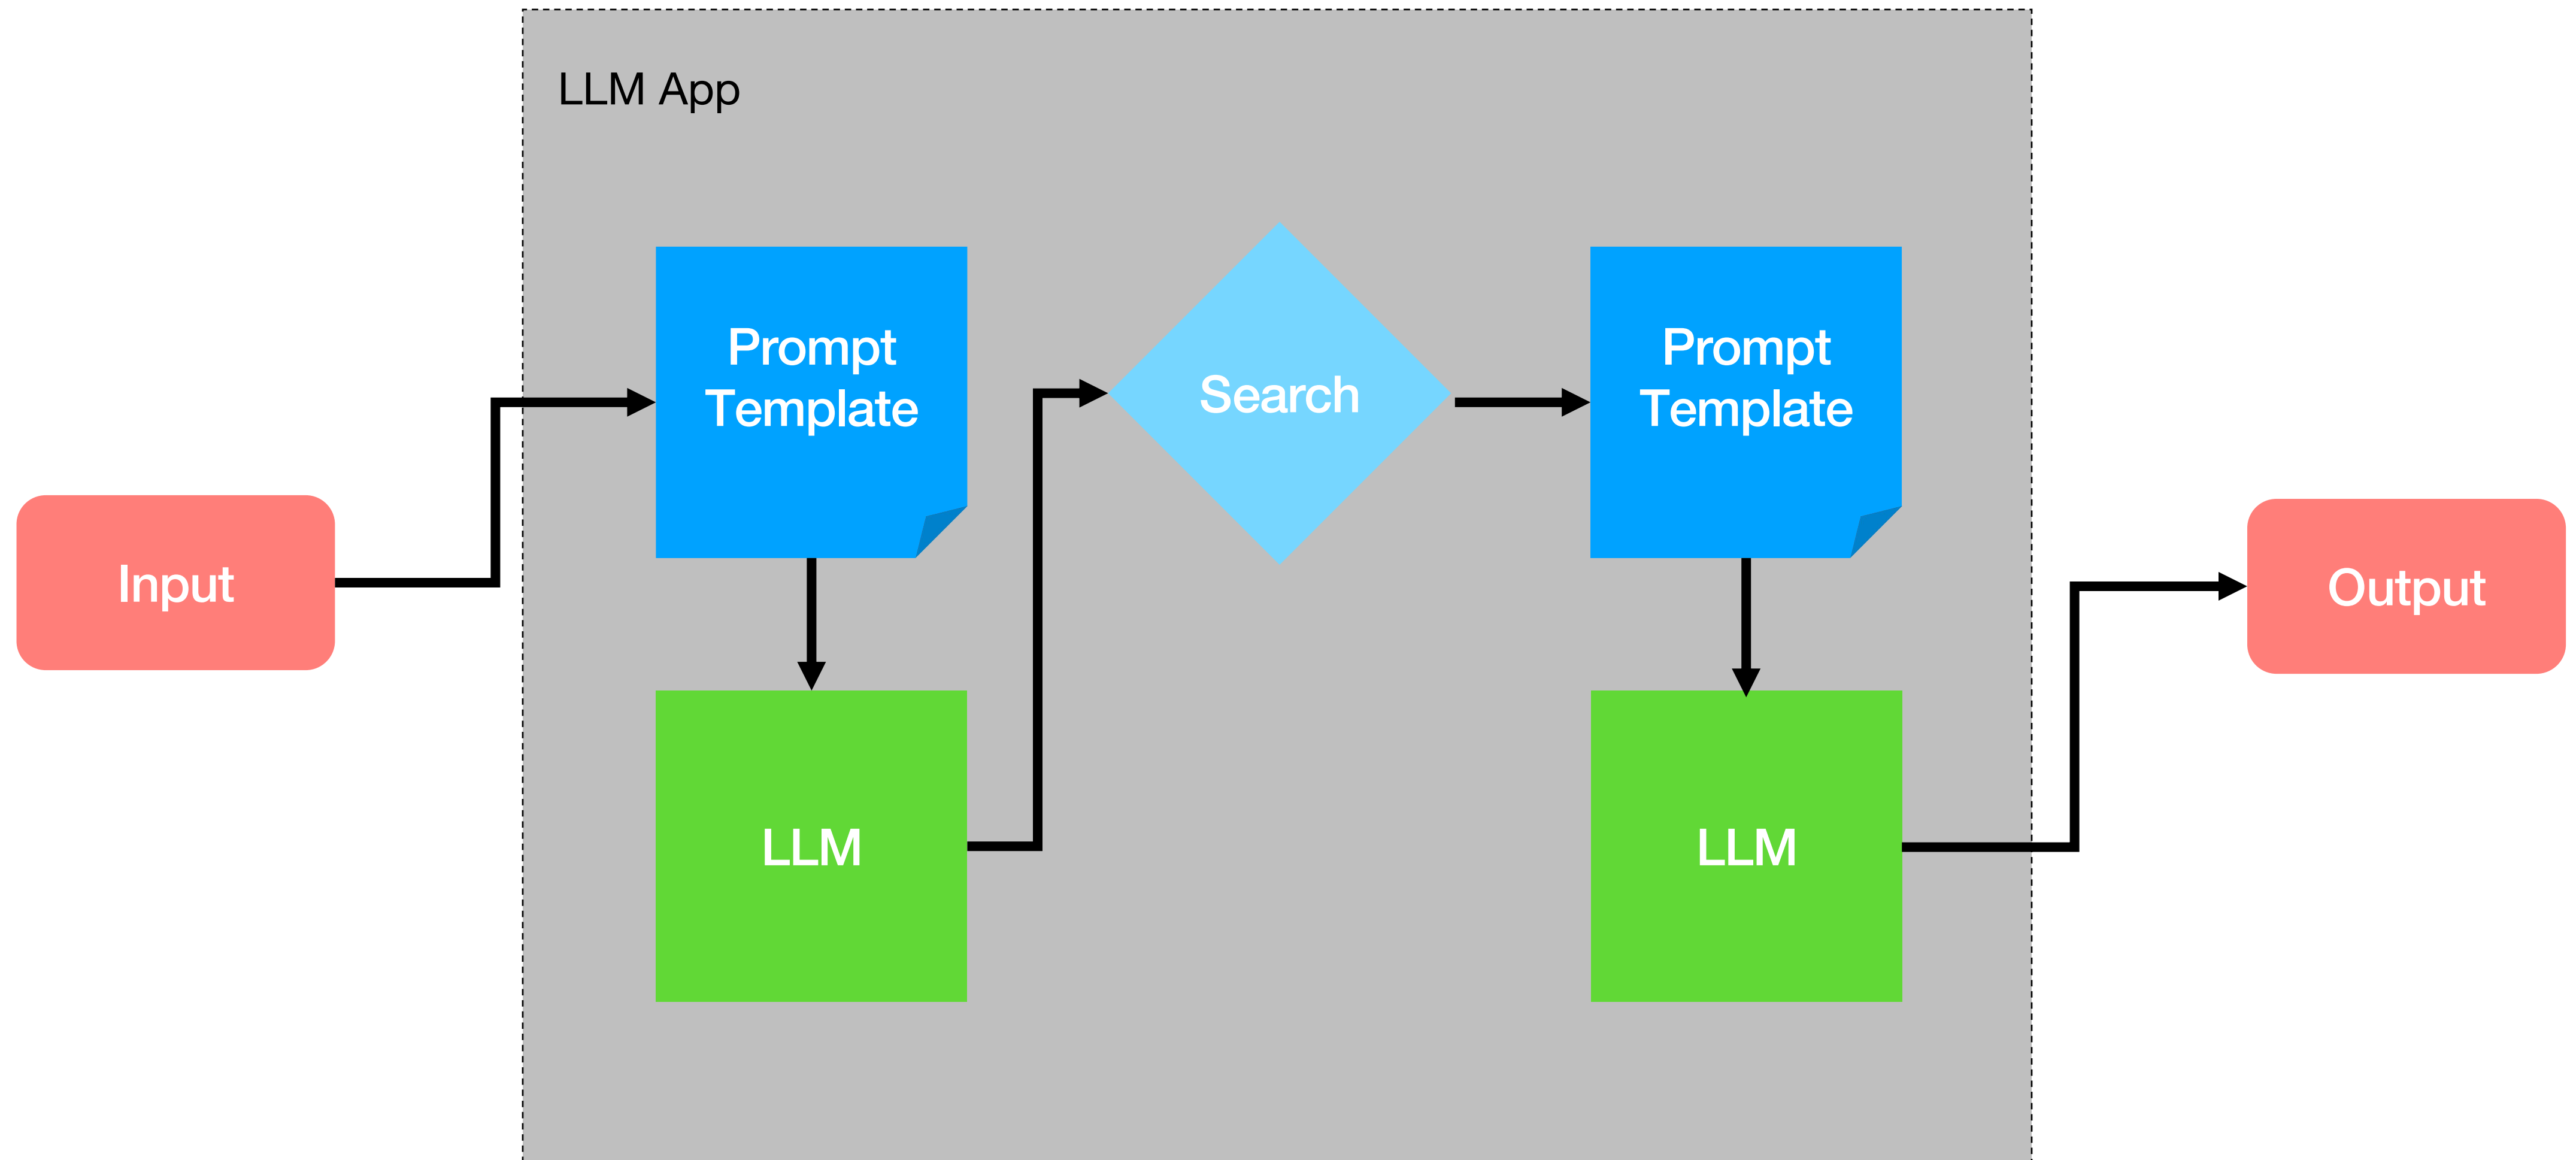 LLM App
Input
Prompt
Template
LLM
Search
Prompt
Template
LLM
Output